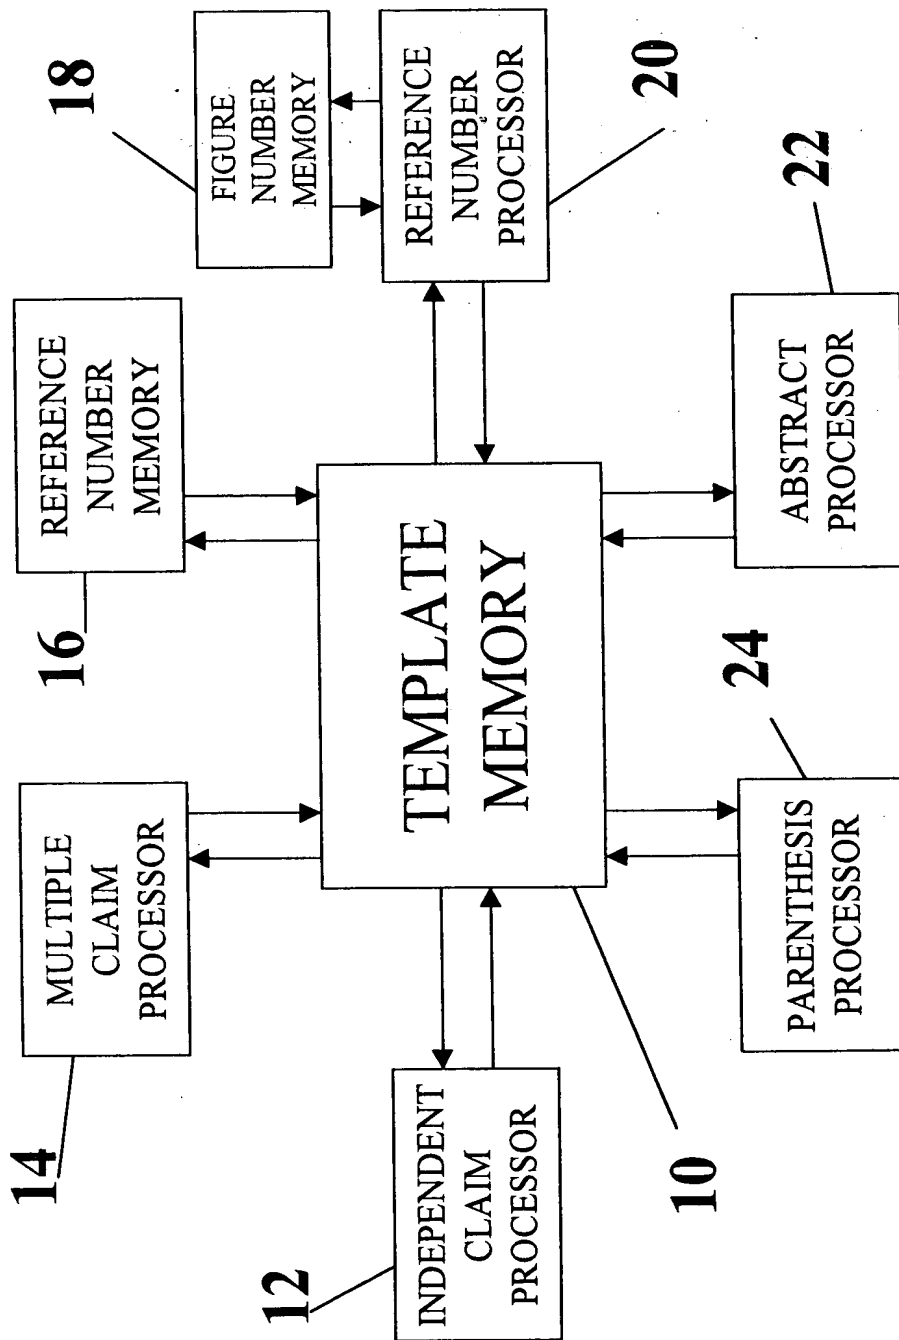 14
MULTIPLE
CLAIM
PROCESSOR
16
REFERENCE
NUMBER
MEMORY
18
FIGURE
NUMBER
MEMORY
12
INDEPENDENT
CLAIM
PROCESSOR
TEMPLATE
MEMORY
10
REFERENCE
NUMBER
PROCESSOR
20
24
PARENTHESIS
PROCESSOR
22
ABSTRACT
PROCESSOR